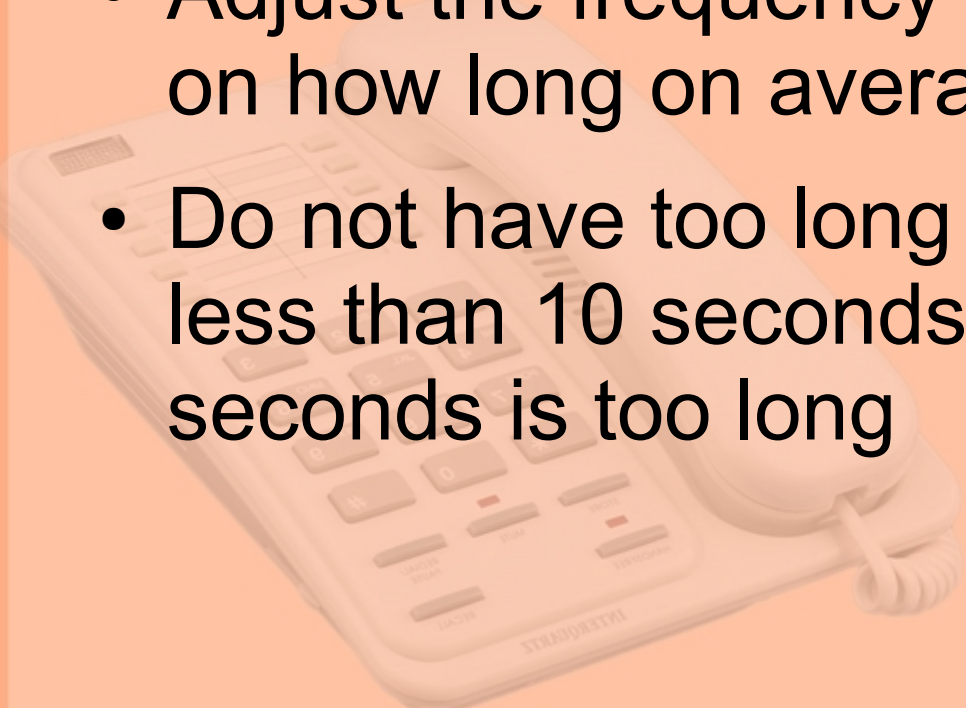 • Adjust the frequency
on how long on avera
• Do not have too long
less than 10 seconds
seconds is too long
INTERQUARTZ